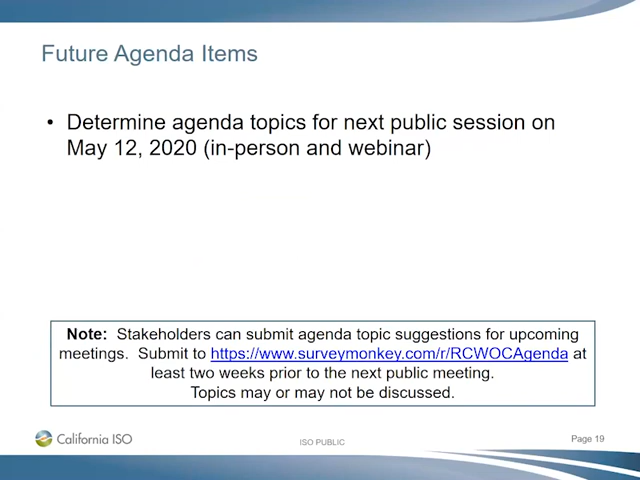 Future Agenda Items
• Determine agenda topics for next public session on
May 12, 2020 (in-person and webinar)
Note: Stakeholders can submit agenda topic suggestions for upcoming
meetings. Submit to https://www.surveymonkey.com/r/RCWOCAgenda at
least two weeks prior to the next public meeting.
Topics may or may not be discussed.
California ISO
ISO PUBLIC
Page 19